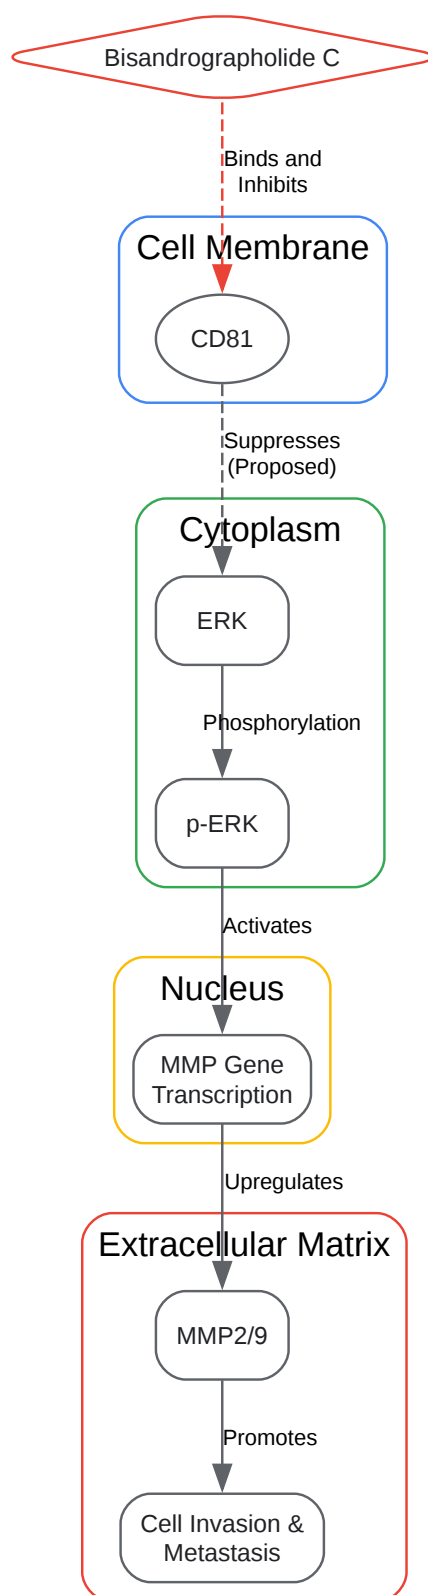 Bisandrographolide C
Binds and
Inhibits
Cell Membrane
CD81
Suppresses
(Proposed)
Cytoplasm
ERK
Phosphorylation
p-ERK
Activates
Nucleus
MMP Gene
Transcription
Upregulates
Extracellular Matrix
MMP2/9
Promotes
Cell Invasion &
Metastasis